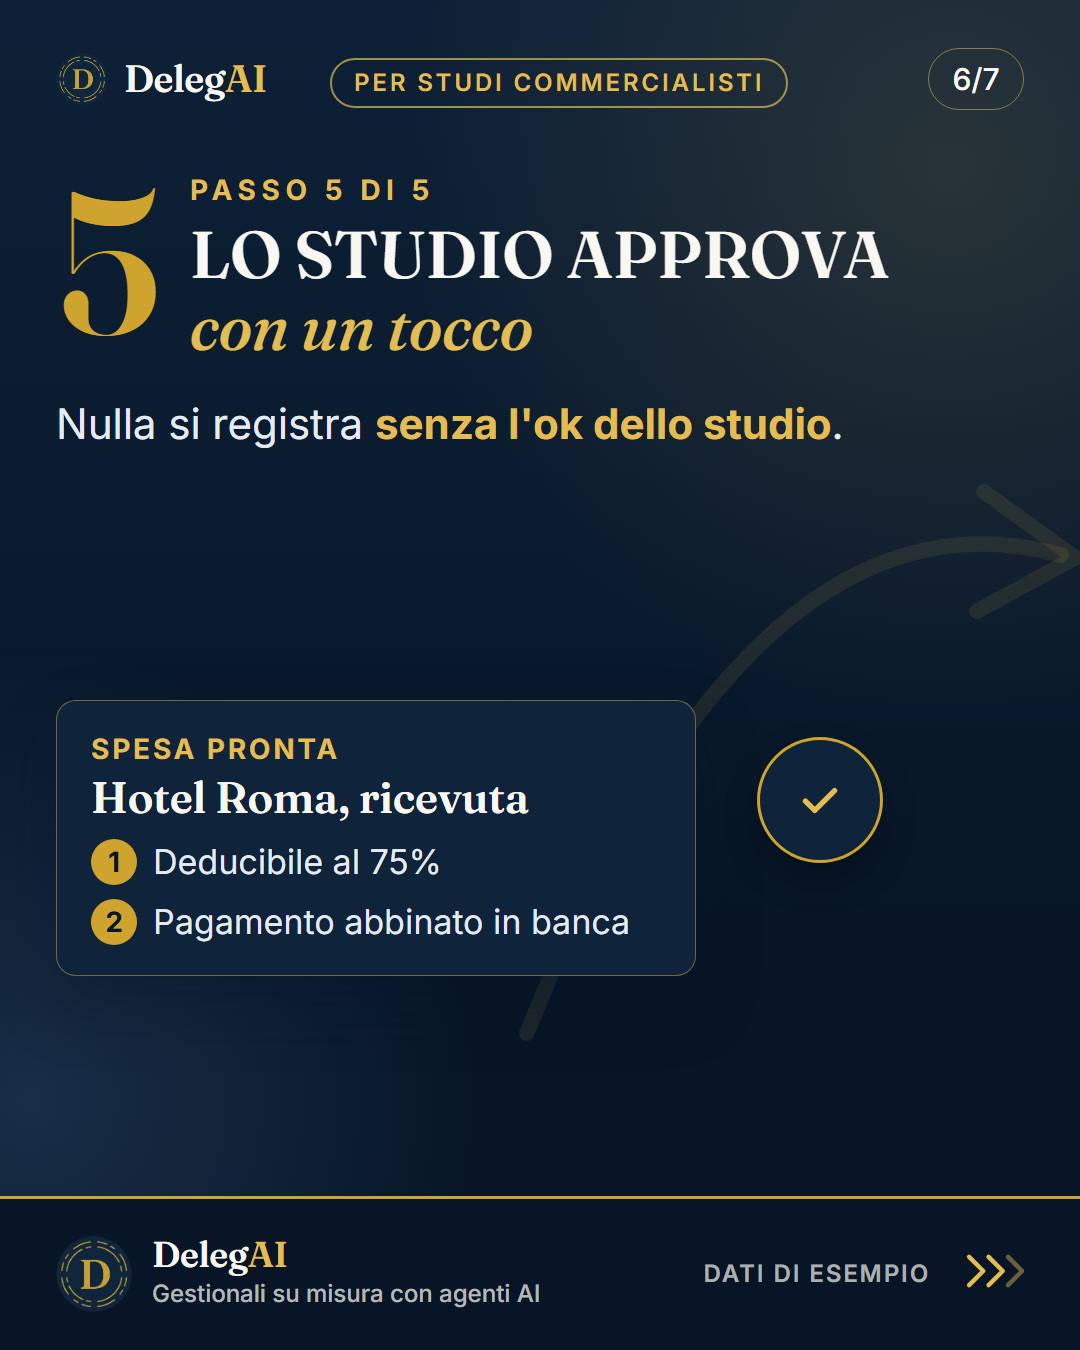 D DelegAI
PER STUDI COMMERCIALISTI
6/7
5
PASSO 5 DI 5
LO STUDIO APPROVA
con un tocco
Nulla si registra senza l'ok dello studio.
SPESA PRONTA
Hotel Roma, ricevuta
1 Deducibile al 75%
2 Pagamento abbinato in banca
D DelegAI
Gestionali su misura con agenti AI
DATI DI ESEMPIO